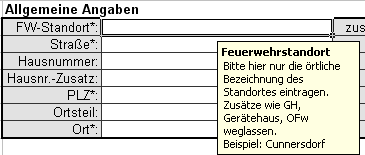 Allgemeine Angaben
FW-Standort*:
zus
Straße*:
Hausnummer:
Hausnr.-Zusatz:
PLZ*:
Ortsteil:
Ort*:
Feuerwehrstandort
Bitte hier nur die örtliche
Bezeichnung des
Standortes eintragen.
Zusätze wie GH,
Gerätehaus, OFw
weglassen.
Beispiel: Cunnersdorf